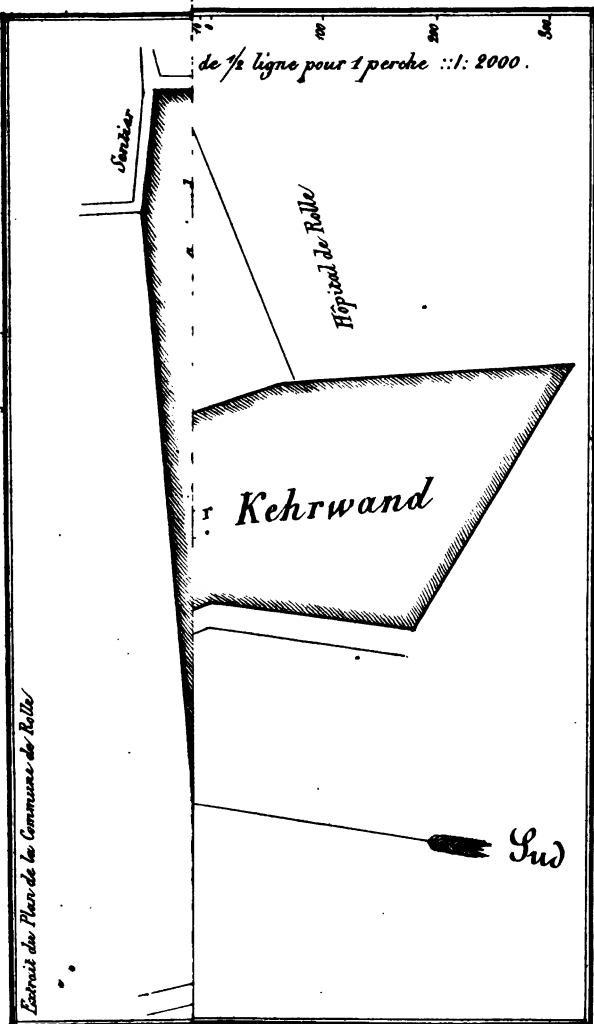 100 200 300
de 1/2 ligne pour 1 perche ::1: 2000.
Sentier
l
a
Hôpital de Rolle
r Kehrwand
Sud
Extrait du Plan de la Commune de Rolle